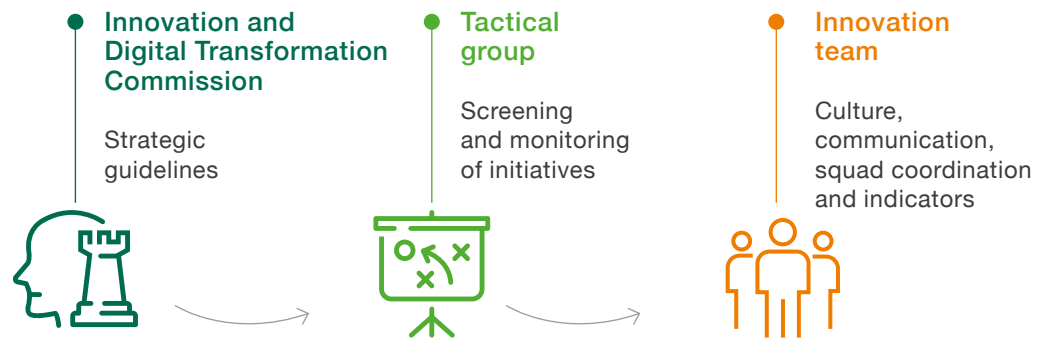 Innovation and
Digital Transformation
Commission
Strategic
guidelines
Tactical
group
Screening
and monitoring
of initiatives
Innovation
team
Culture,
communication,
squad coordination
and indicators